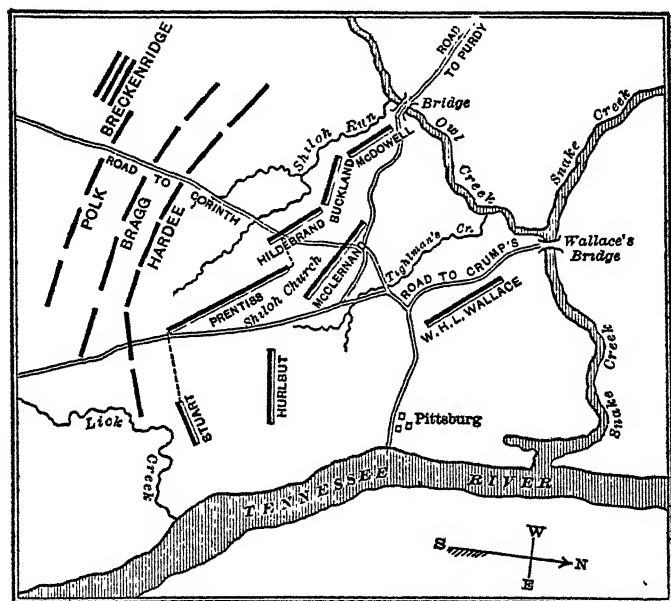 BRECKENRIDGE
POLK
BRAGG
HARDEE
ROAD TO CORINTH
ROAD
TO PURDY
Bridge
Shiloh Run
Owl
Creek
Snake Creek
BUCKLAND
McDOWELL
HILDEBRAND
McCLERNAND
Tighlman's Cr.
Wallace's
Bridge
ROAD TO CRUMP'S
PRENTISS
Shiloh Church
W. H. L. WALLACE
Snake Creek
STUART
HURLBUT
Pittsburg
Lick
Creek
TENNESSEE RIVER
W
S
N
E